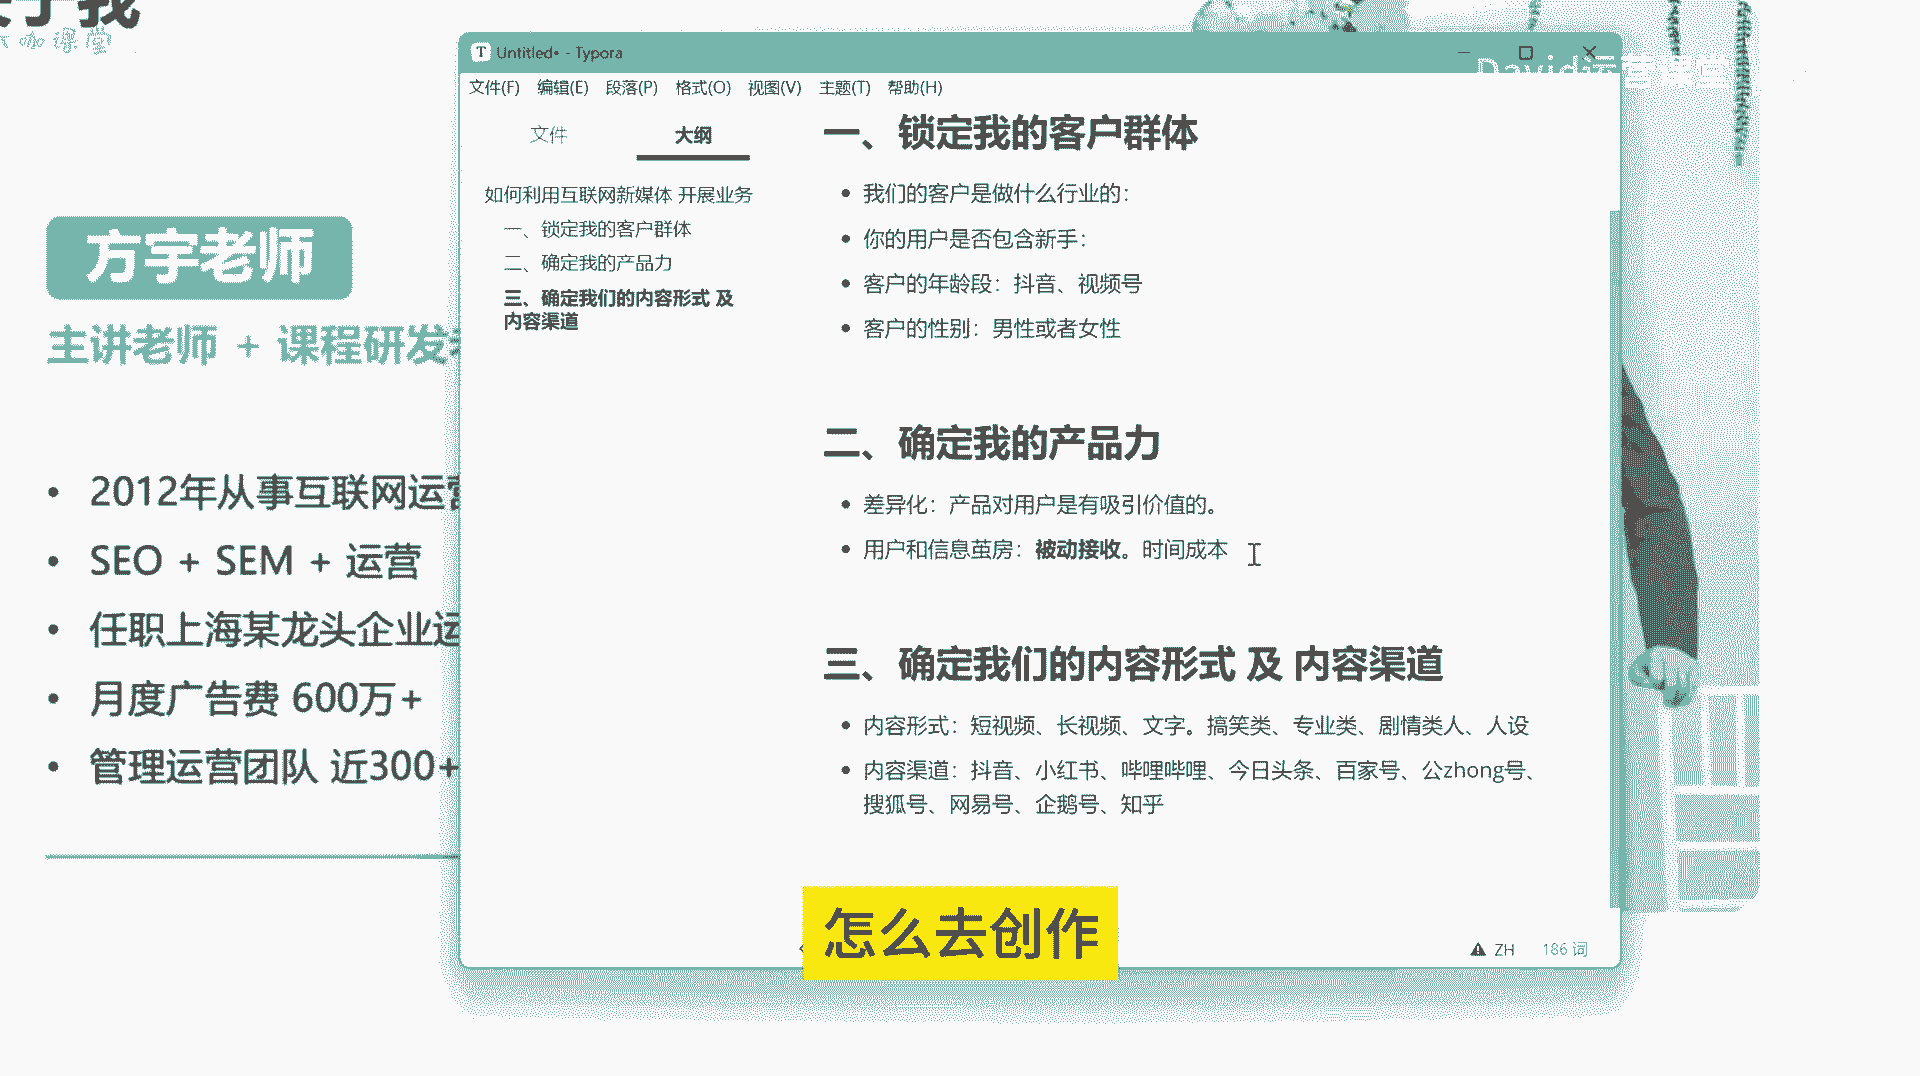 大咖课堂
David运营课堂
方宇老师
主讲老师 + 课程研发
• 2012年从事互联网运营
• SEO + SEM + 运营
• 任职上海某龙头企业运
• 月度广告费 600万+
• 管理运营团队 近300+
Untitled• - Typora
文件(F) 编辑(E) 段落(P) 格式(O) 视图(V) 主题(T) 帮助(H)
文件 大纲
如何利用互联网新媒体 开展业务
一、锁定我的客户群体
二、确定我的产品力
三、确定我们的内容形式 及
内容渠道
一、锁定我的客户群体
• 我们的客户是做什么行业的：
• 你的用户是否包含新手：
• 客户的年龄段：抖音、视频号
• 客户的性别：男性或者女性
二、确定我的产品力
• 差异化：产品对用户是有吸引价值的。
• 用户和信息茧房：被动接收。时间成本
三、确定我们的内容形式 及 内容渠道
• 内容形式：短视频、长视频、文字。搞笑类、专业类、剧情类人、人设
• 内容渠道：抖音、小红书、哔哩哔哩、今日头条、百家号、公zhong号、
搜狐号、网易号、企鹅号、知乎
怎么去创作
ZH 186 词